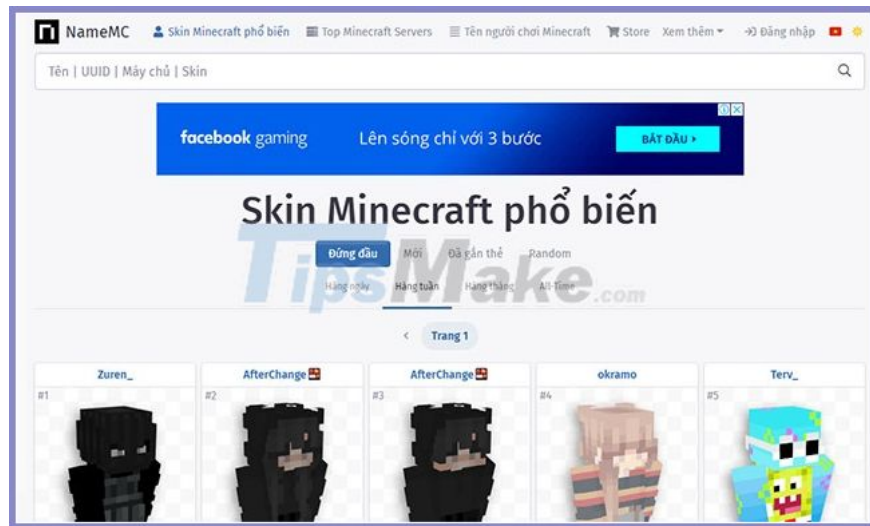 NameMC Skin Minecraft phổ biến Top Minecraft Servers Tên người chơi Minecraft Store Xem thêm Đăng nhập
Tên | UUID | Máy chủ | Skin
facebook gaming Lên sóng chỉ với 3 bước BẮT ĐẦU
Skin Minecraft phổ biến
Đứng đầu Mới Đã gắn thẻ Random
TipsMake.com
Hàng ngày Hàng tuần Hàng tháng All-Time
< Trang 1
Zuren_ AfterChange AfterChange okramo Terv_
#1 #2 #3 #4 #5